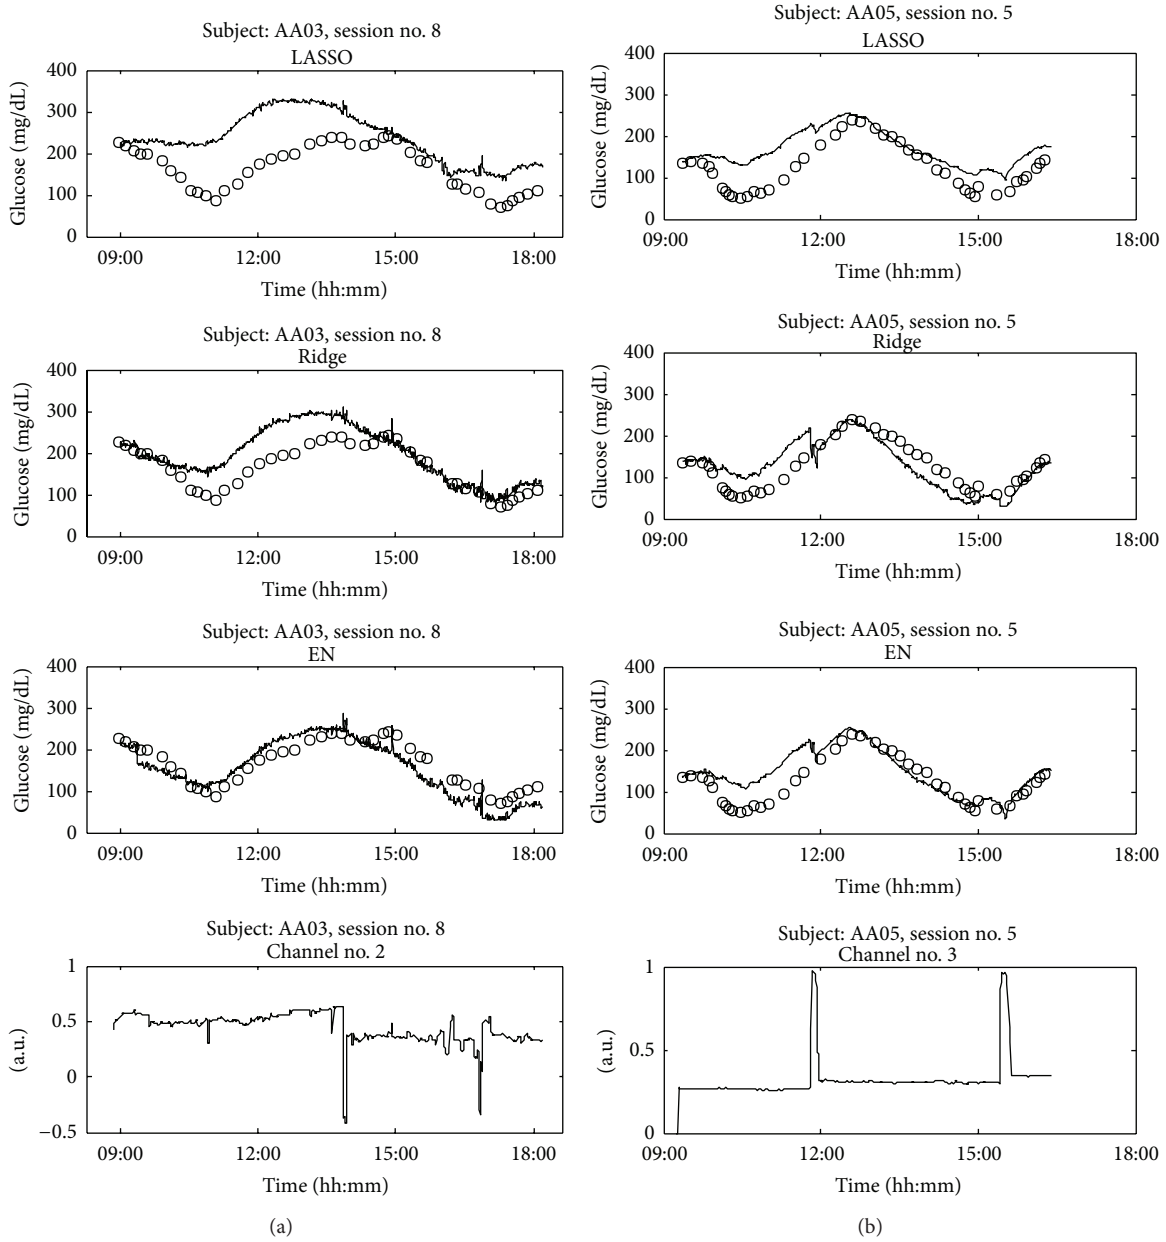 Subject: AA03, session no. 8
LASSO
400
300
200
100
0
Glucose (mg/dL)
09:00 12:00 15:00 18:00
Time (hh:mm)
Subject: AA03, session no. 8
Ridge
400
300
200
100
0
Glucose (mg/dL)
09:00 12:00 15:00 18:00
Time (hh:mm)
Subject: AA03, session no. 8
EN
400
300
200
100
0
Glucose (mg/dL)
09:00 12:00 15:00 18:00
Time (hh:mm)
Subject: AA03, session no. 8
Channel no. 2
1
0.5
0
−0.5
(a.u.)
09:00 12:00 15:00 18:00
Time (hh:mm)
(a)
Subject: AA05, session no. 5
LASSO
400
300
200
100
0
Glucose (mg/dL)
09:00 12:00 15:00 18:00
Time (hh:mm)
Subject: AA05, session no. 5
Ridge
400
300
200
100
0
Glucose (mg/dL)
09:00 12:00 15:00 18:00
Time (hh:mm)
Subject: AA05, session no. 5
EN
400
300
200
100
0
Glucose (mg/dL)
09:00 12:00 15:00 18:00
Time (hh:mm)
Subject: AA05, session no. 5
Channel no. 3
1
0.5
0
(a.u.)
09:00 12:00 15:00 18:00
Time (hh:mm)
(b)